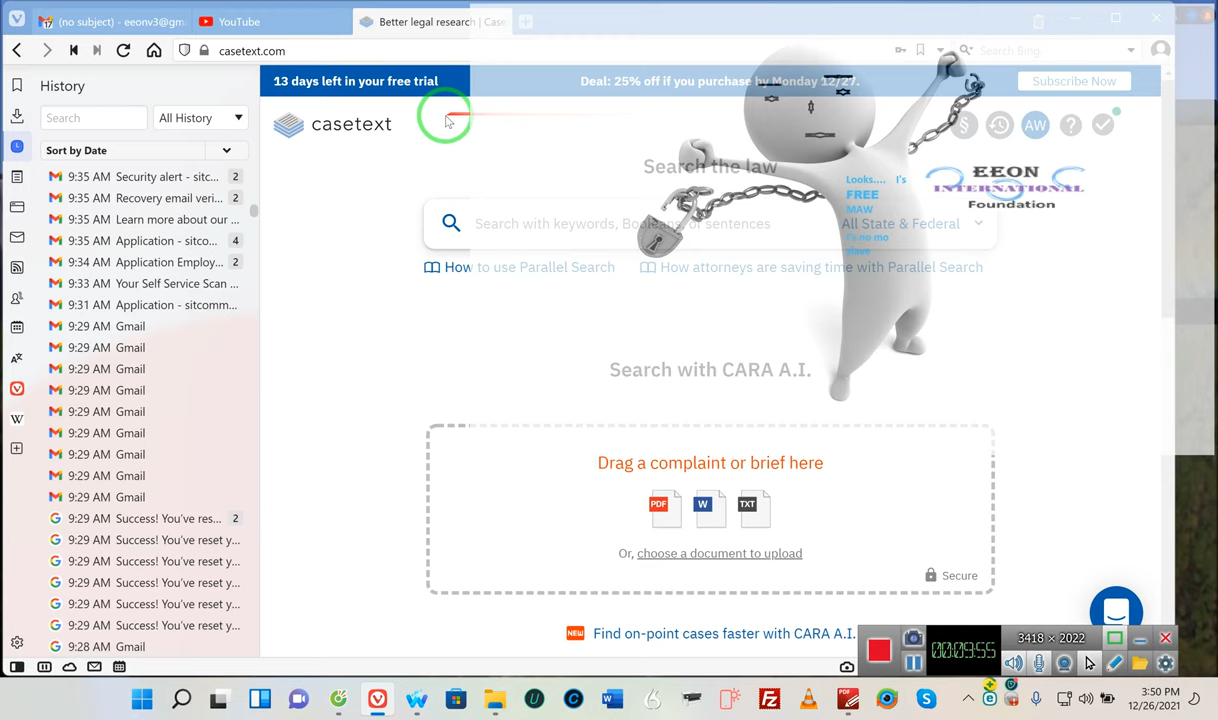 (no subject) - eeonv3@gm
YouTube
Better legal research | Case
casetext.com
Search Bing
History
Search
All History
Sort by Date
9:35 AM Security alert - sitc... 2
9:35 AM Recovery email veri... 2
9:35 AM Learn more about our ...
9:35 AM Application - sitco... 4
9:34 AM Application Employ... 2
9:33 AM Your Self Service Scan ...
9:31 AM Application - sitcomm...
9:29 AM Gmail
9:29 AM Gmail
9:29 AM Gmail
9:29 AM Gmail
9:29 AM Gmail
9:29 AM Gmail
9:29 AM Gmail
9:29 AM Gmail
9:29 AM Gmail
9:29 AM Success! You've res... 2
9:29 AM Success! You've reset y...
9:29 AM Success! You've reset y...
9:29 AM Success! You've reset y...
9:29 AM Success! You've reset y...
9:29 AM Success! You've reset y...
9:28 AM Gmail
13 days left in your free trial
Deal: 25% off if you purchase by Monday 12/27.
Subscribe Now
casetext
AW
Search the law
Search with keywords, Booleans, or sentences
All State & Federal
How to use Parallel Search
How attorneys are saving time with Parallel Search
Looks.... I's
FREE
MAW
I's no mo
slave
EEON
INTERNATIONAL
Foundation
Search with CARA A.I.
Drag a complaint or brief here
PDF
W
TXT
Or, choose a document to upload
Secure
NEW Find on-point cases faster with CARA A.I.
00:09:55
3418 × 2022
3:50 PM
12/26/2021